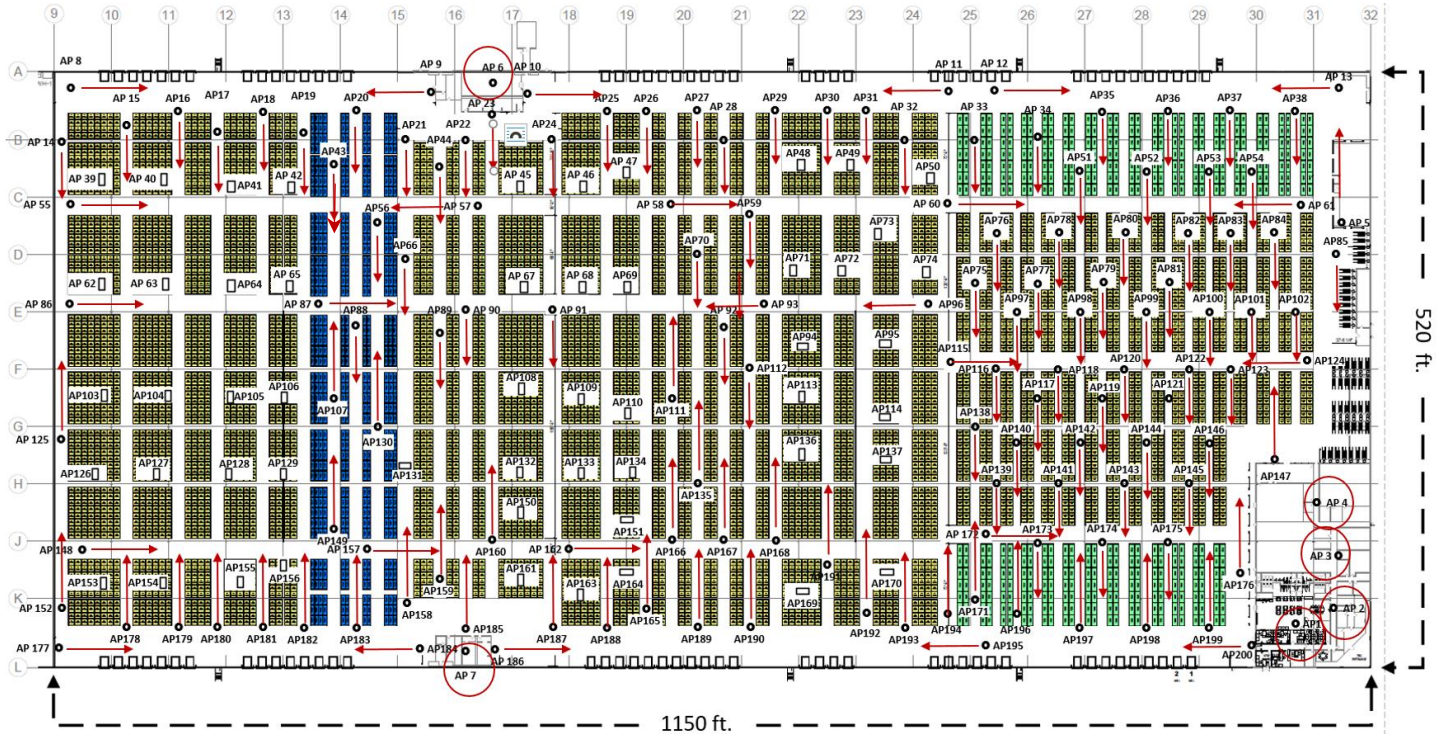 9 10 11 12 13 14 15 16 17 18 19 20 21 22 23 24 25 26 27 28 29 30 31 32
AP 8 AP 9 AP 6 AP 10 AP 11 AP 12 AP 13
A
AP 15 AP16 AP17 AP18 AP19 AP20 AP 23 AP25 AP26 AP27 AP 28 AP29 AP30 AP31 AP 32 AP 33 AP 34 AP35 AP36 AP37 AP38
AP 14 B AP43 AP21 AP44 AP22 AP24
AP 39 AP 40 AP41 AP 42 AP 45 AP 46 AP 47 AP48 AP49 AP50 AP51 AP52 AP53 AP54
AP 55 C AP56 AP 57 AP 58 AP59 AP 60 AP 61
AP66 AP70 AP73 AP76 AP78 AP80 AP82 AP83 AP84 AP 5
D AP85
AP 62 AP 63 AP64 AP 65 AP 67 AP 68 AP69 AP71 AP72 AP74 AP75 AP77 AP79 AP81
AP 86 AP 87 AP 93 AP96 AP97 AP98 AP99 AP100 AP101 AP102
E AP88 AP89 AP 90 AP 91 AP 92 AP94 AP95
520 ft.
AP115 AP124
F AP116 AP118 AP120 AP122 AP123 AP112
AP103 AP104 AP105 AP106 AP107 AP108 AP109 AP110 AP111 AP113 AP114 AP117 AP119 AP121
G AP138
AP 125 AP130 AP136 AP137 AP140 AP142 AP144 AP146
AP126 AP127 AP128 AP129 AP131 AP132 AP133 AP134 AP139 AP141 AP143 AP145 AP147
H AP135
AP150 AP151 AP 4
J AP149 AP 172 AP173 AP174 AP175
AP 148 AP 157 AP160 AP 162 AP166 AP167 AP168 AP 3
AP153 AP154 AP155 AP156 AP159 AP161 AP163 AP164 AP191 AP170 AP176
K AP169
AP 152 AP158 AP165 AP192 AP171 AP 2
AP178 AP179 AP180 AP181 AP182 AP183 AP185 AP187 AP188 AP189 AP190 AP193 AP194 AP196 AP197 AP198 AP199 AP1
AP 177 AP184 AP 186 AP195 AP200
L
AP 7
2 1
1150 ft.